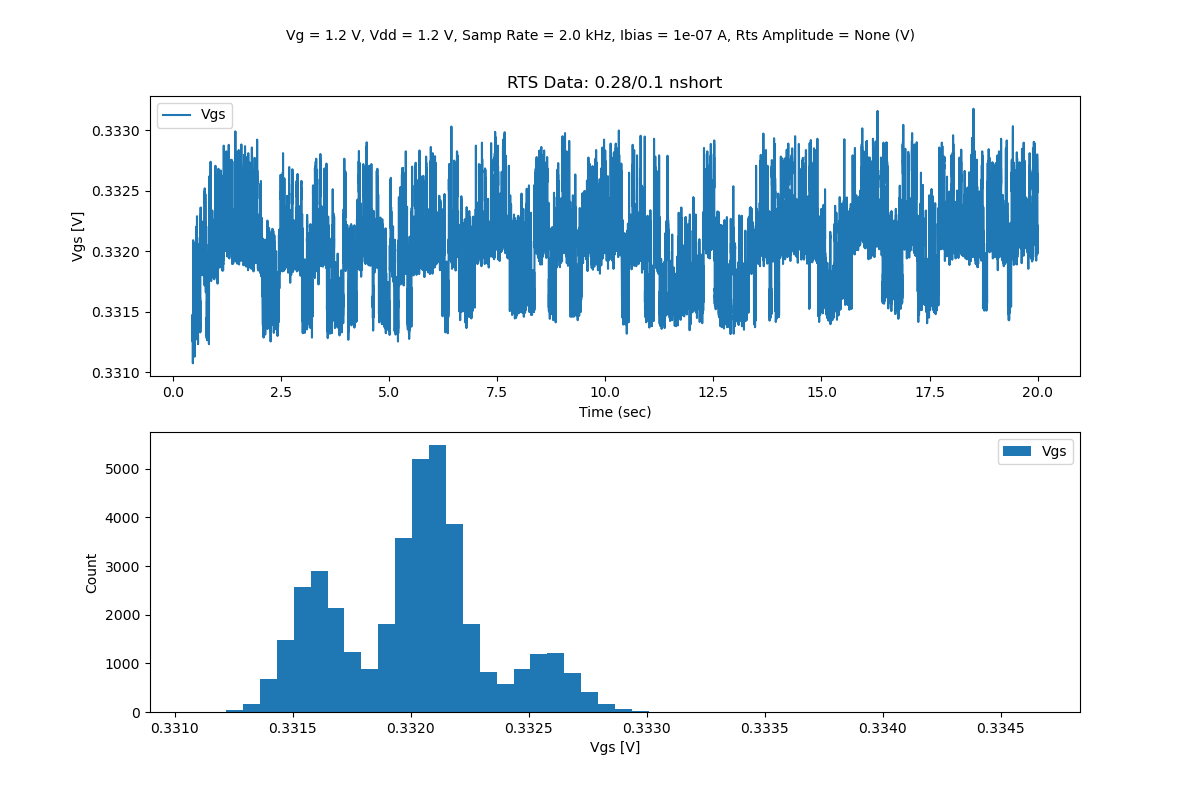 Vg = 1.2 V, Vdd = 1.2 V, Samp Rate = 2.0 kHz, Ibias = 1e-07 A, Rts Amplitude = None (V)
RTS Data: 0.28/0.1 nshort
Vgs
0.3330
0.3325
0.3320
0.3315
0.3310
Vgs [V]
0.0 2.5 5.0 7.5 10.0 12.5 15.0 17.5 20.0
Time (sec)
Vgs
5000
4000
3000
2000
1000
0
Count
0.3310 0.3315 0.3320 0.3325 0.3330 0.3335 0.3340 0.3345
Vgs [V]